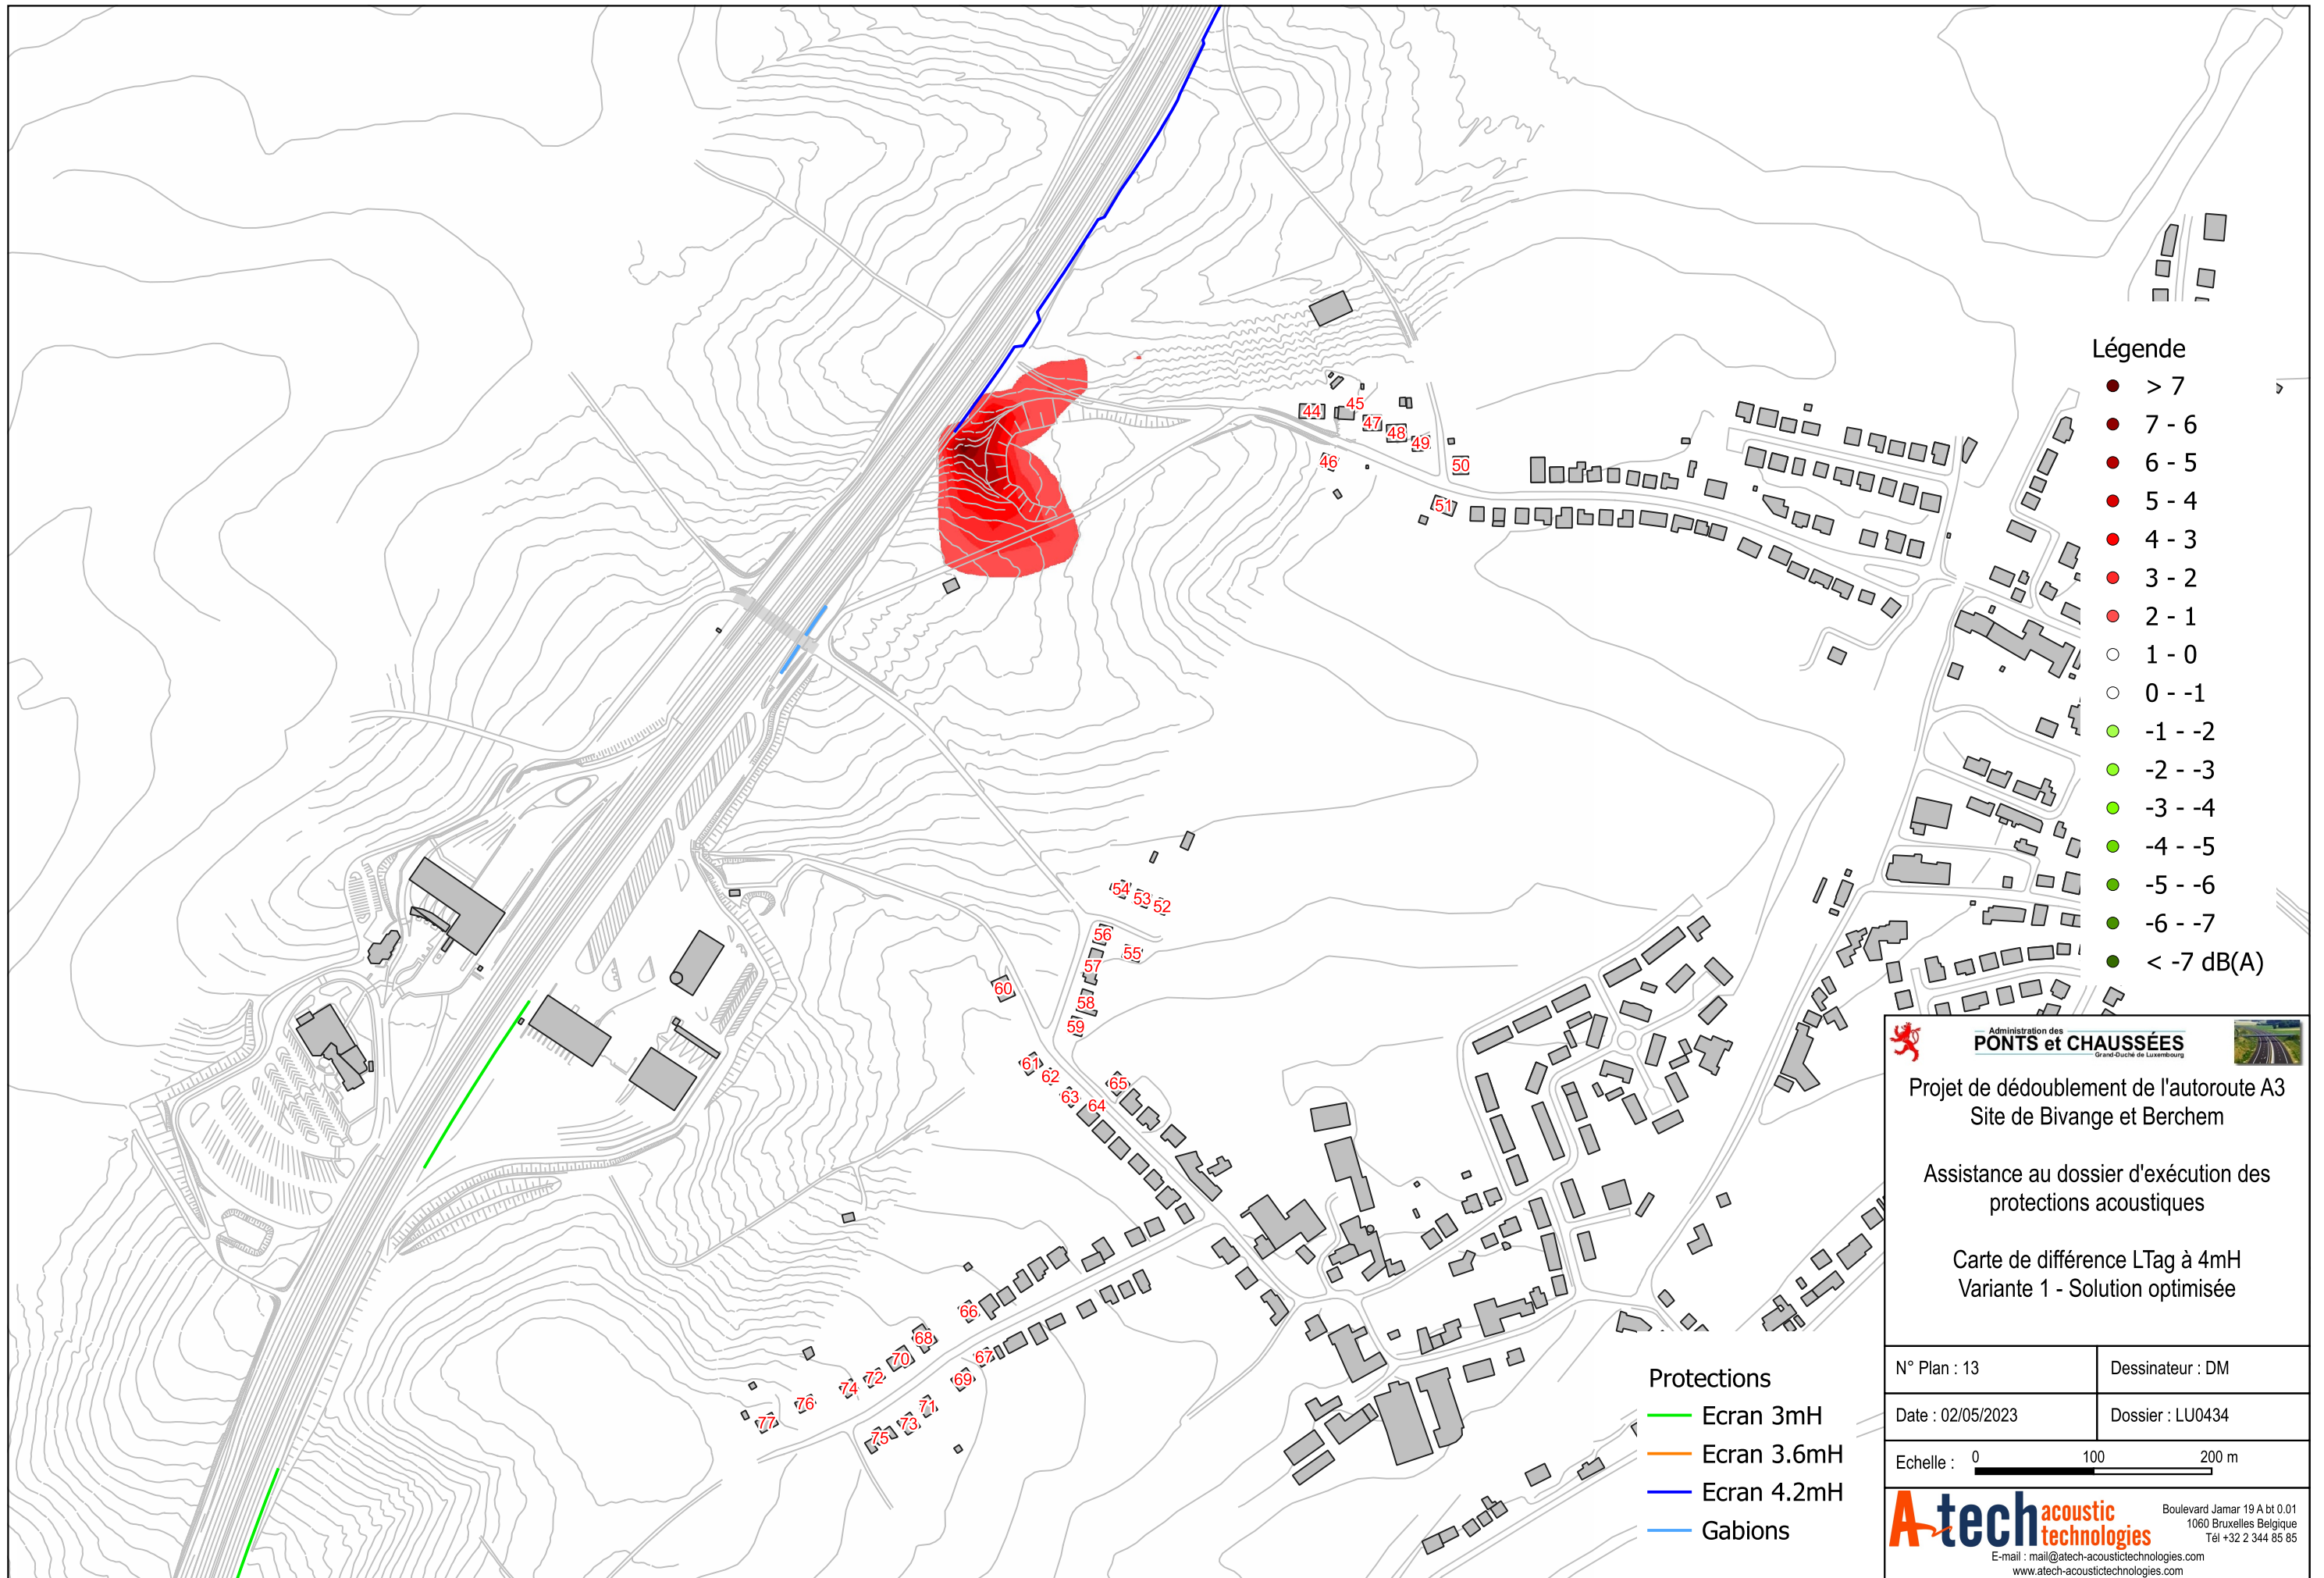 44
45
47
48
49
46
50
51
54
53
52
56
55
57
60
58
59
61
62
65
63
64
66
68
67
70
69
72
74
76
71
77
73
75
Légende
> 7
7 - 6
6 - 5
5 - 4
4 - 3
3 - 2
2 - 1
1 - 0
0 - -1
-1 - -2
-2 - -3
-3 - -4
-4 - -5
-5 - -6
-6 - -7
< -7 dB(A)
Protections
Ecran 3mH
Ecran 3.6mH
Ecran 4.2mH
Gabions
Administration des
PONTS et CHAUSSÉES
Grand-Duché de Luxembourg
Projet de dédoublement de l'autoroute A3
Site de Bivange et Berchem
Assistance au dossier d'exécution des
protections acoustiques
Carte de différence LTag à 4mH
Variante 1 - Solution optimisée
N° Plan : 13
Dessinateur : DM
Date : 02/05/2023
Dossier : LU0434
Echelle : 0 100 200 m
A-tech acoustic technologies
Boulevard Jamar 19 A bt 0.01
1060 Bruxelles Belgique
Tél +32 2 344 85 85
E-mail : mail@atech-acoustictechnologies.com
www.atech-acoustictechnologies.com